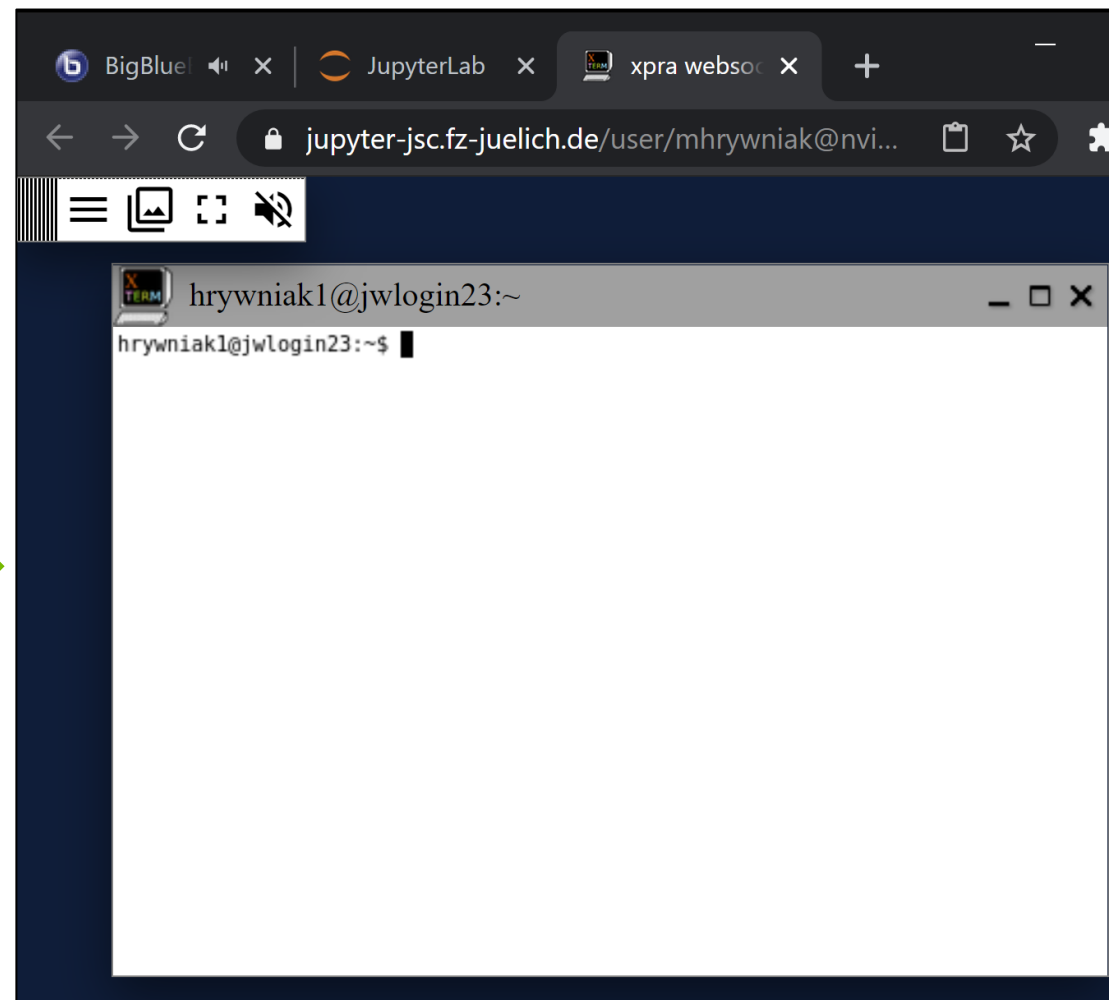 BigBlue JupyterLab xpra websoc
jupyter-jsc.fz-juelich.de/user/mhrywniak@nvi...
X TERM hrywniak1@jwlogin23:~
hrywniak1@jwlogin23:~$